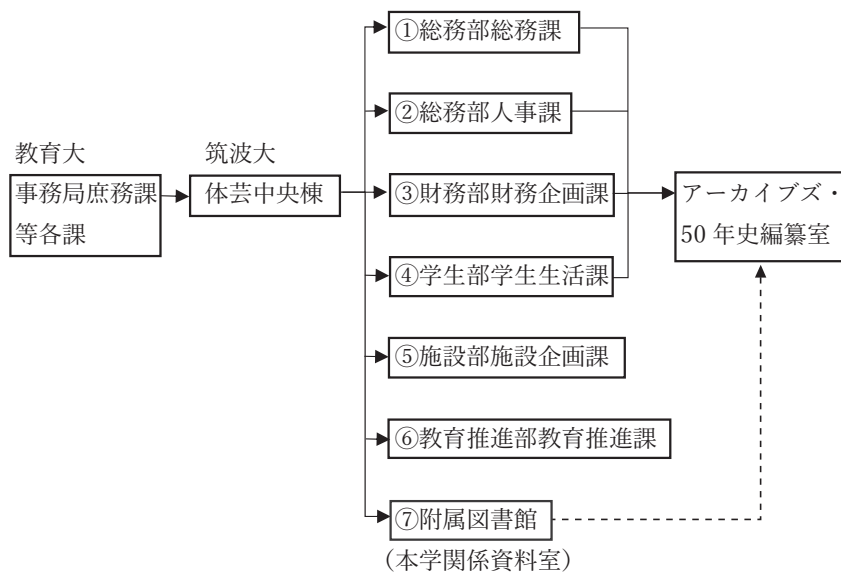 教育大
事務局庶務課
等各課
筑波大
体芸中央棟
①総務部総務課
②総務部人事課
③財務部財務企画課
④学生部学生生活課
⑤施設部施設企画課
⑥教育推進部教育推進課
⑦附属図書館
（本学関係資料室）
アーカイブズ・
50 年史編纂室